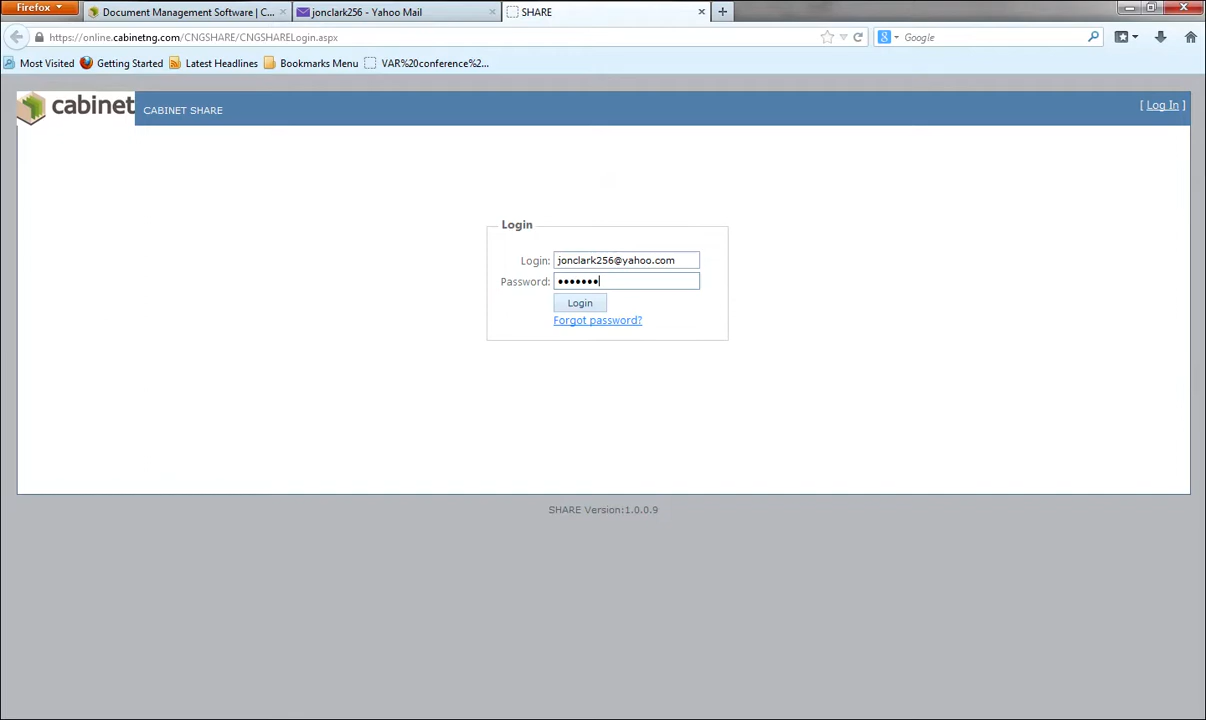 Firefox
Document Management Software | C...
jonclark256 - Yahoo Mail
SHARE
https://online.cabinetng.com/CNGSHARE/CNGSHARELogin.aspx
Google
Most Visited
Getting Started
Latest Headlines
Bookmarks Menu
VAR%20conference%2...
cabinet
CABINET SHARE
[ Log In ]
Login
Login: jonclark256@yahoo.com
Password: •••••••
Login
Forgot password?
SHARE Version:1.0.0.9